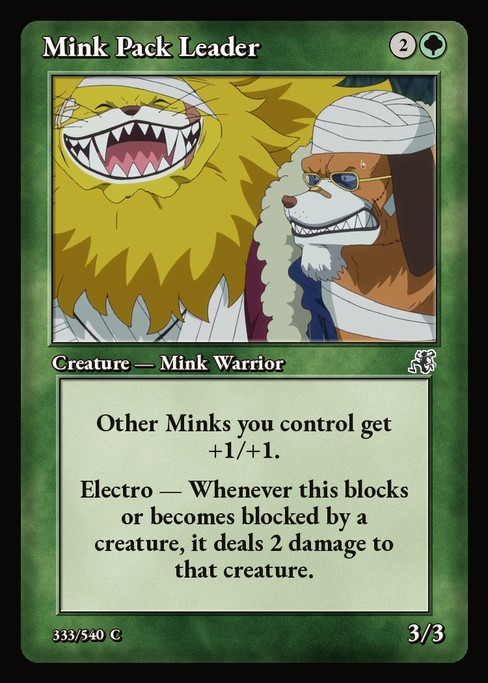 Mink Pack Leader 2
Creature — Mink Warrior
Other Minks you control get
+1/+1.
Electro — Whenever this blocks
or becomes blocked by a
creature, it deals 2 damage to
that creature.
333/540 C 3/3